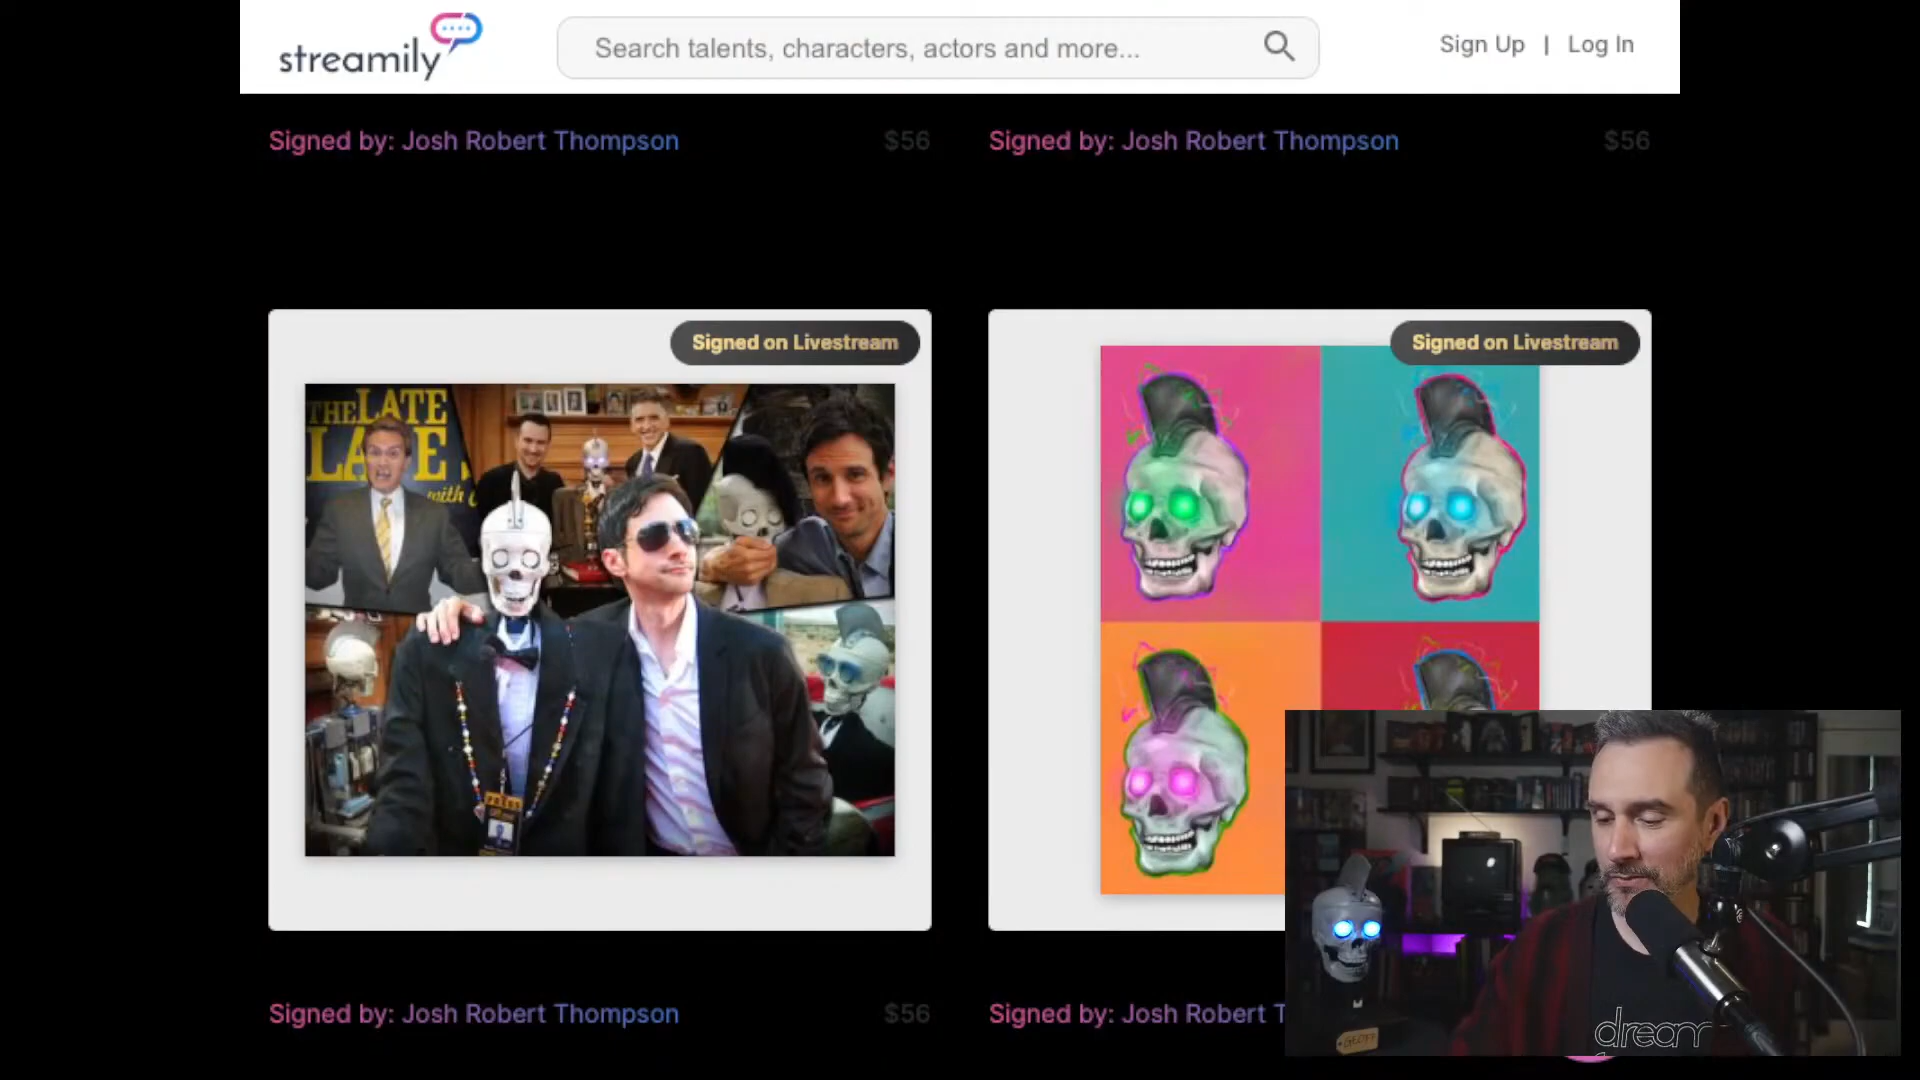 streamily
Search talents, characters, actors and more...
Sign Up | Log In
Signed by: Josh Robert Thompson
$56
Signed by: Josh Robert Thompson
$56
Signed on Livestream
Signed on Livestream
THE LATE
LATE S
with
Signed by: Josh Robert Thompson
$56
Signed by: Josh Robert T
GEOFF
dream